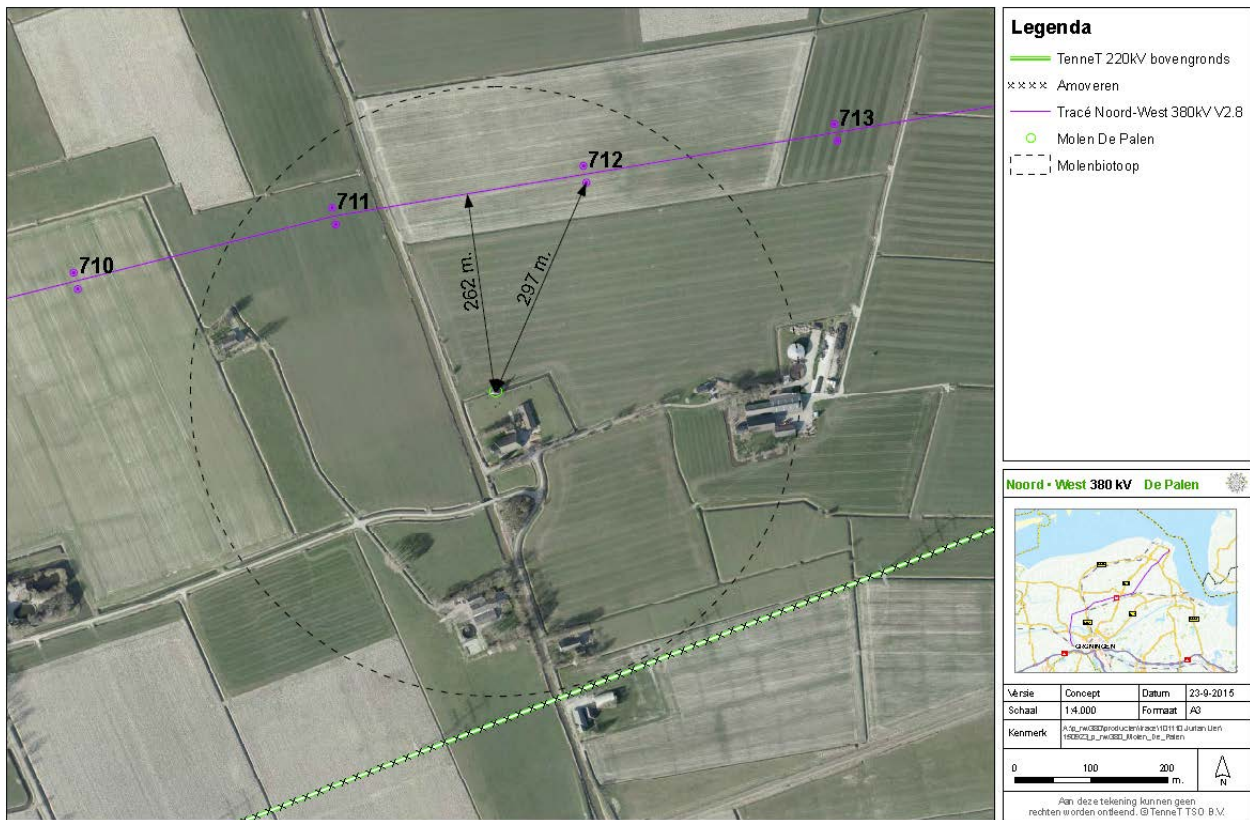 713
712
711
710
262 m.
297 m.
Legenda
TenneT 220kV bovengronds
Amoveren
Tracé Noord-West 380kV V2.8
Molen De Palen
Molenbiotoop
Noord • West 380 kV De Palen
GRONINGEN
Versie Concept Datum 23-9-2015
Schaal 1:4.000 Formaat A3
Kenmerk
0 100 200 m.
N
Aan deze tekening kunnen geen
rechten worden ontleend. © TenneT TSO B.V.